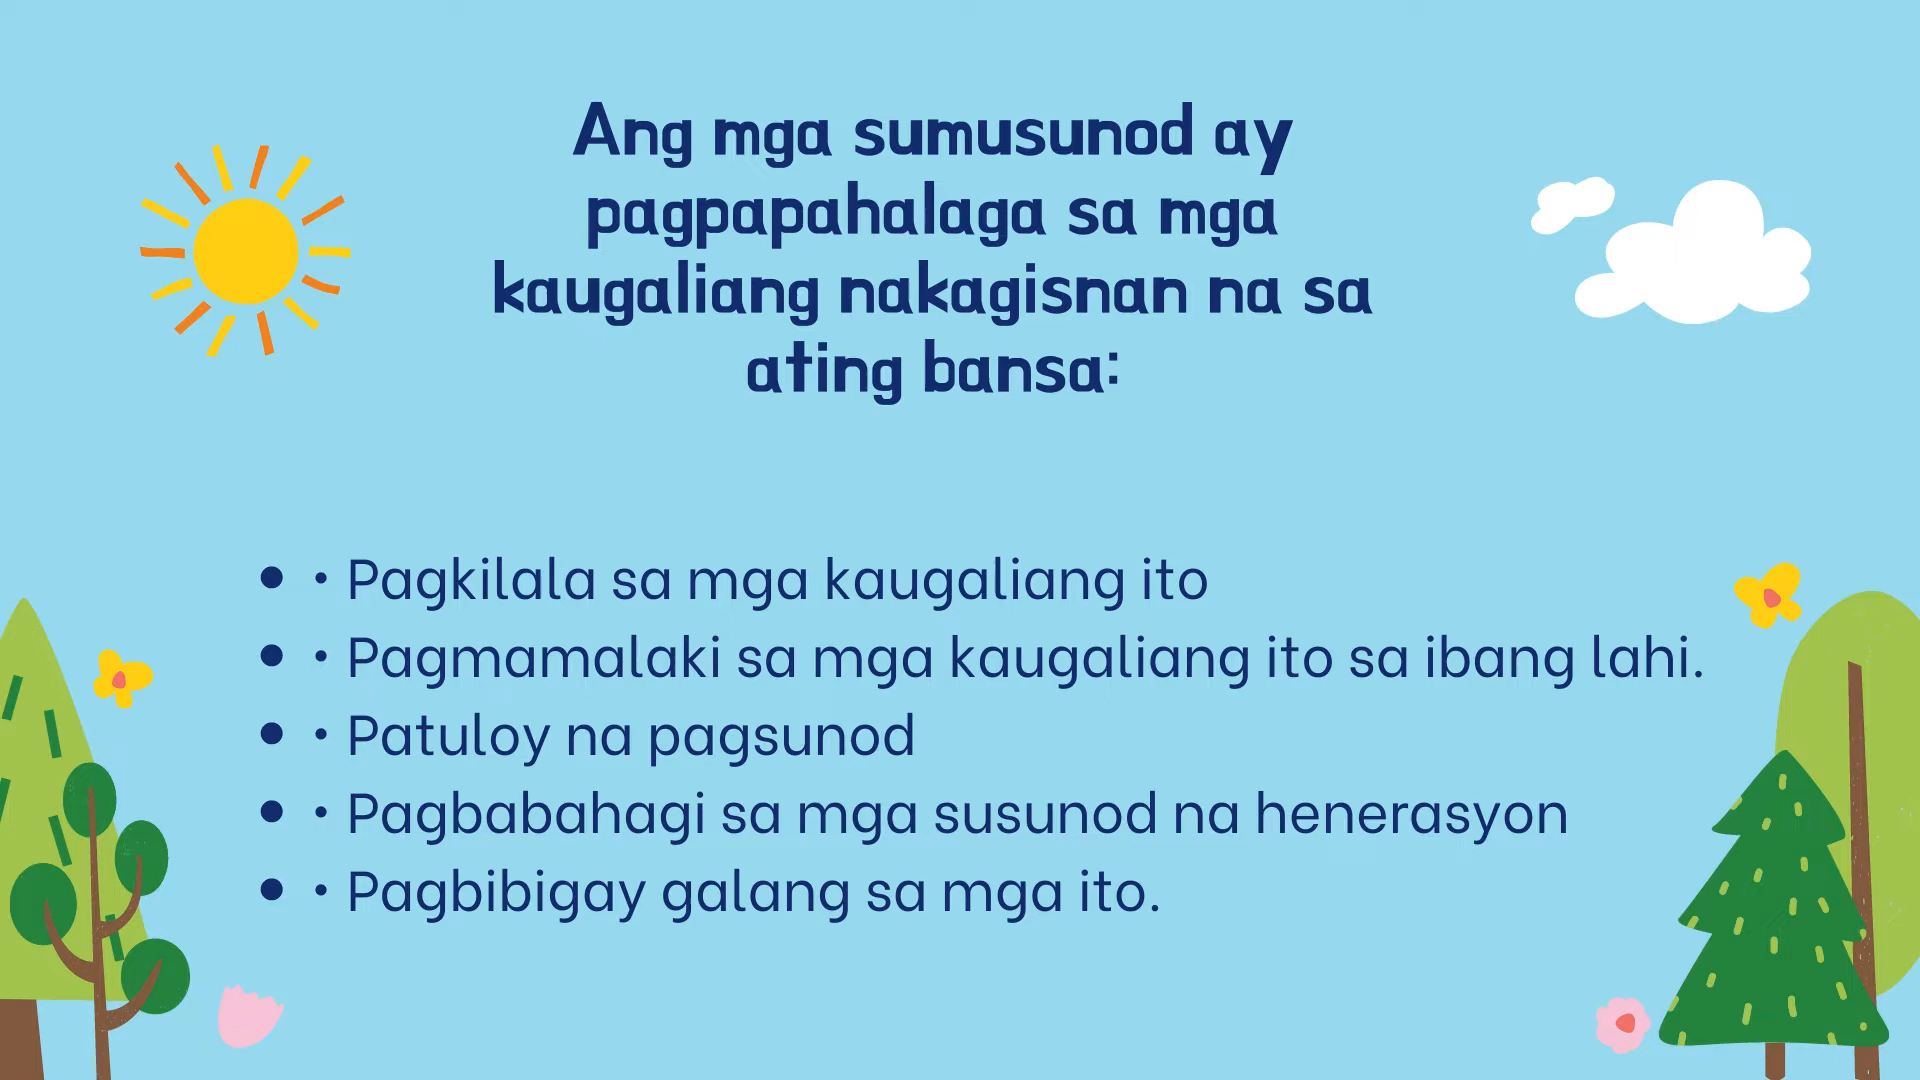 Ang mga sumusunod ay
pagpapahalaga sa mga
kaugaliang nakagisnan na sa
ating bansa:
• • Pagkilala sa mga kaugaliang ito
• • Pagmamalaki sa mga kaugaliang ito sa ibang lahi.
• • Patuloy na pagsunod
• • Pagbabahagi sa mga susunod na henerasyon
• • Pagbibigay galang sa mga ito.